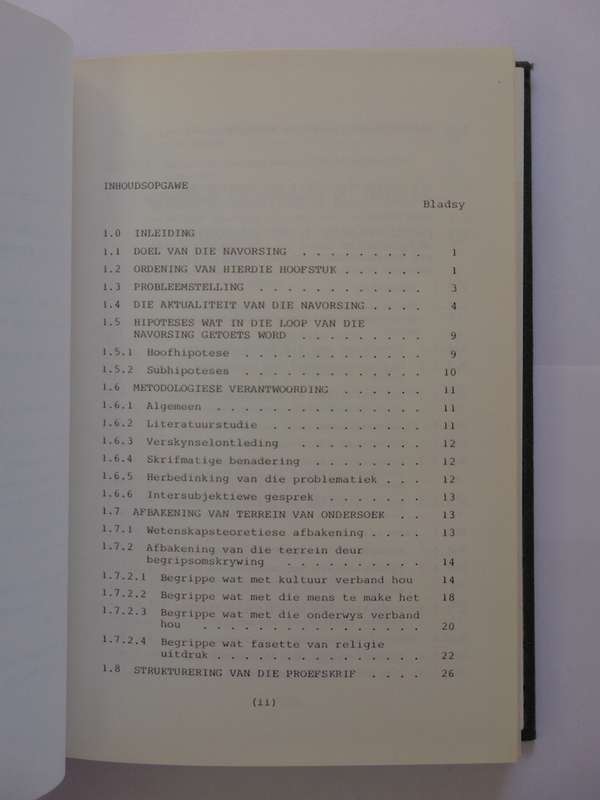 INHOUDSOPGAWE
Bladsy
1.0 INLEIDING
1.1 DOEL VAN DIE NAVORSING . . . . . . . . . 1
1.2 ORDENING VAN HIERDIE HOOFSTUK . . . . . . 1
1.3 PROBLEEMSTELLING . . . . . . . . . . . . 3
1.4 DIE AKTUALITEIT VAN DIE NAVORSING . . . . 4
1.5 HIPOTESES WAT IN DIE LOOP VAN DIE
NAVORSING GETOETS WORD . . . . . . . . . 9
1.5.1 Hoofhipotese . . . . . . . . . . . . . 9
1.5.2 Subhipoteses . . . . . . . . . . . . . 10
1.6 METODOLOGIESE VERANTWOORDING . . . . . . 11
1.6.1 Algemeen . . . . . . . . . . . . . . . 11
1.6.2 Literatuurstudie . . . . . . . . . . . 11
1.6.3 Verskynselontleding . . . . . . . . . 12
1.6.4 Skrifmatige benadering . . . . . . . . 12
1.6.5 Herbedinking van die problematiek . . . 12
1.6.6 Intersubjektiewe gesprek . . . . . . . 13
1.7 AFBAKENING VAN TERREIN VAN ONDERSOEK . . 13
1.7.1 Wetenskapsteoretiese afbakening . . . . 13
1.7.2 Afbakening van die terrein deur
begripsomskrywing . . . . . . . . . . 14
1.7.2.1 Begrippe wat met kultuur verband hou 14
1.7.2.2 Begrippe wat met die mens te make het 18
1.7.2.3 Begrippe wat met die onderwys verband
hou . . . . . . . . . . . . . . . . 20
1.7.2.4 Begrippe wat fasette van religie
uitdruk . . . . . . . . . . . . . . . 22
1.8 STRUKTURERING VAN DIE PROEFSKRIF . . . . 26
(ii)